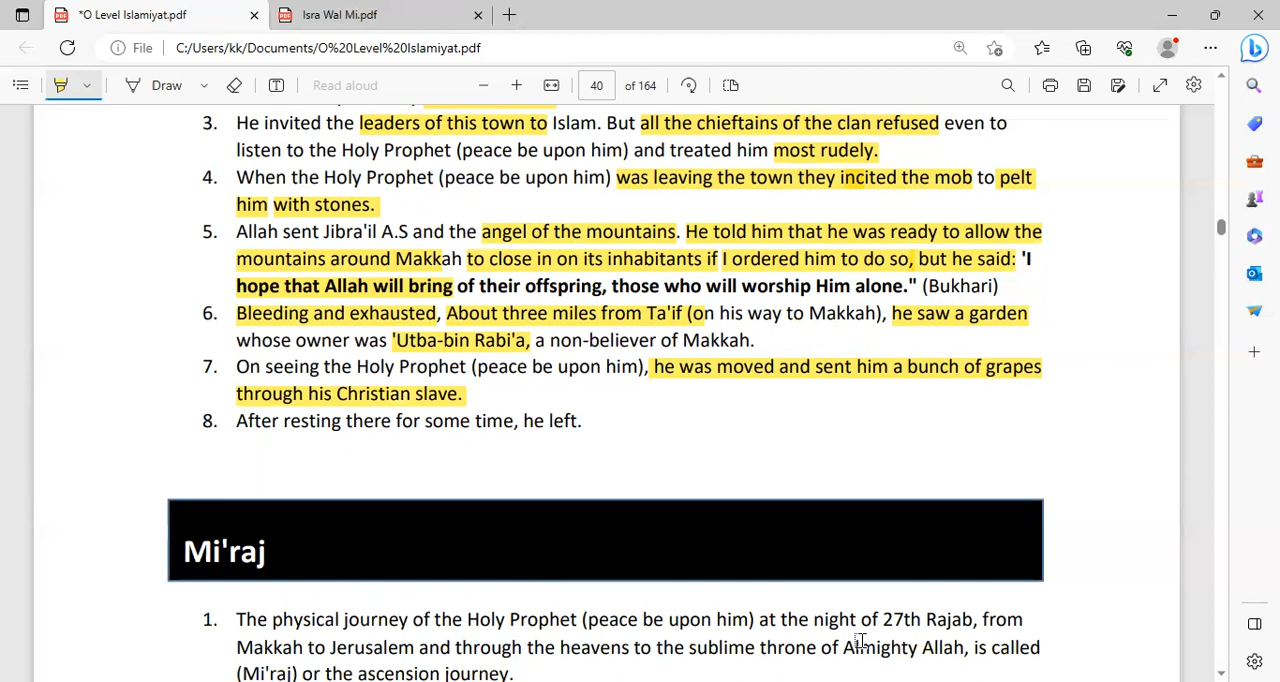 *O Level Islamiyat.pdf
Isra Wal Mi.pdf
File
C:/Users/kk/Documents/O%20Level%20Islamiyat.pdf
Draw
Read aloud
40
of 164
3. He invited the leaders of this town to Islam. But all the chieftains of the clan refused even to
listen to the Holy Prophet (peace be upon him) and treated him most rudely.
4. When the Holy Prophet (peace be upon him) was leaving the town they incited the mob to pelt
him with stones.
5. Allah sent Jibra'il A.S and the angel of the mountains. He told him that he was ready to allow the
mountains around Makkah to close in on its inhabitants if I ordered him to do so, but he said: 'I
hope that Allah will bring of their offspring, those who will worship Him alone." (Bukhari)
6. Bleeding and exhausted, About three miles from Ta'if (on his way to Makkah), he saw a garden
whose owner was 'Utba-bin Rabi'a, a non-believer of Makkah.
7. On seeing the Holy Prophet (peace be upon him), he was moved and sent him a bunch of grapes
through his Christian slave.
8. After resting there for some time, he left.
Mi'raj
1. The physical journey of the Holy Prophet (peace be upon him) at the night of 27th Rajab, from
Makkah to Jerusalem and through the heavens to the sublime throne of Almighty Allah, is called
(Mi'raj) or the ascension journey.